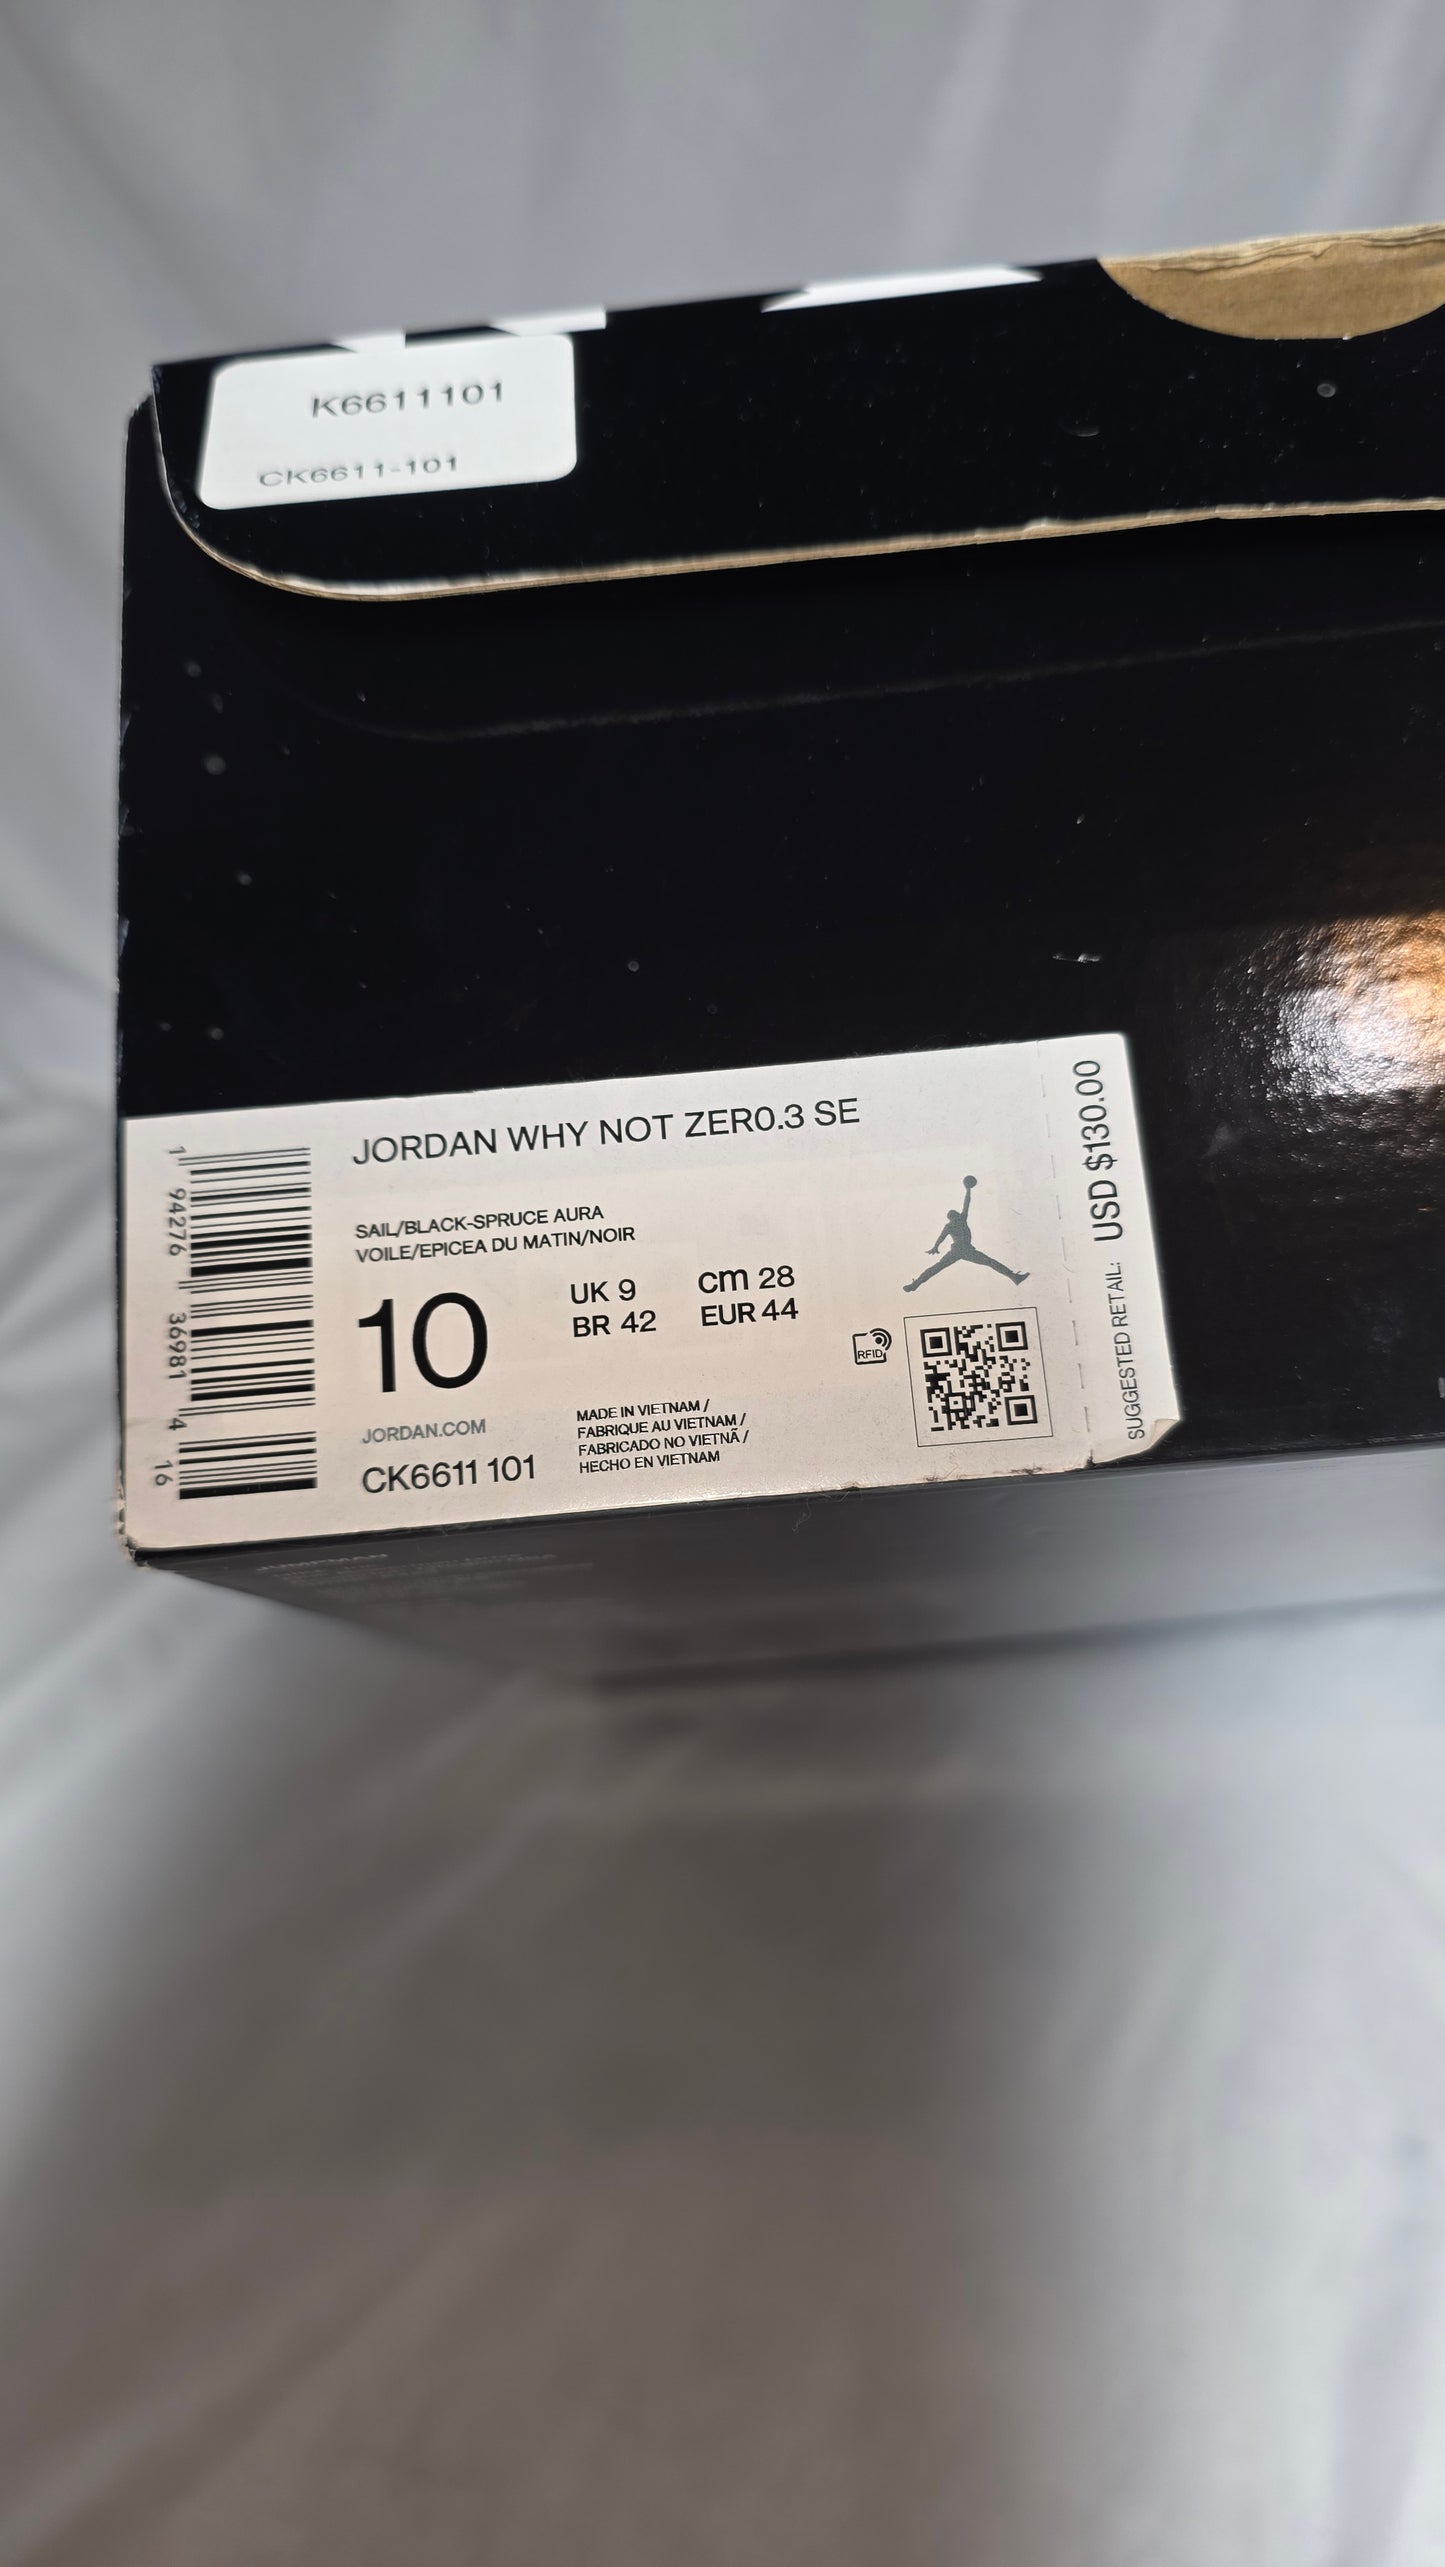 K6611101
CK6611-101
JORDAN WHY NOT ZER0.3 SE
SAIL/BLACK-SPRUCE AURA
VOILE/EPICEA DU MATIN/NOIR
10
UK 9
cm 28
BR 42
EUR 44
RFID
JORDAN.COM
CK6611 101
MADE IN VIETNAM /
FABRIQUE AU VIETNAM /
FABRICADO NO VIETNÃ /
HECHO EN VIETNAM
1 94276 36981 4 16
SUGGESTED RETAIL: USD $130.00
JUMPMAN